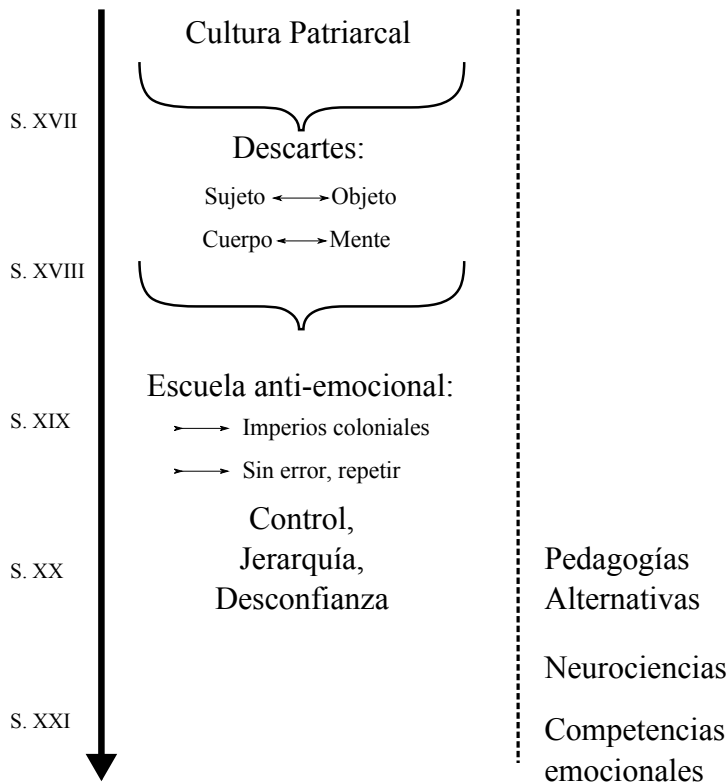 Cultura Patriarcal
S. XVII
Descartes:
Sujeto Objeto
Cuerpo Mente
S. XVIII
Escuela anti-emocional:
S. XIX
Imperios coloniales
Sin error, repetir
Control,
Jerarquía,
Desconfianza
S. XX
Pedagogías
Alternativas
Neurociencias
S. XXI
Competencias
emocionales